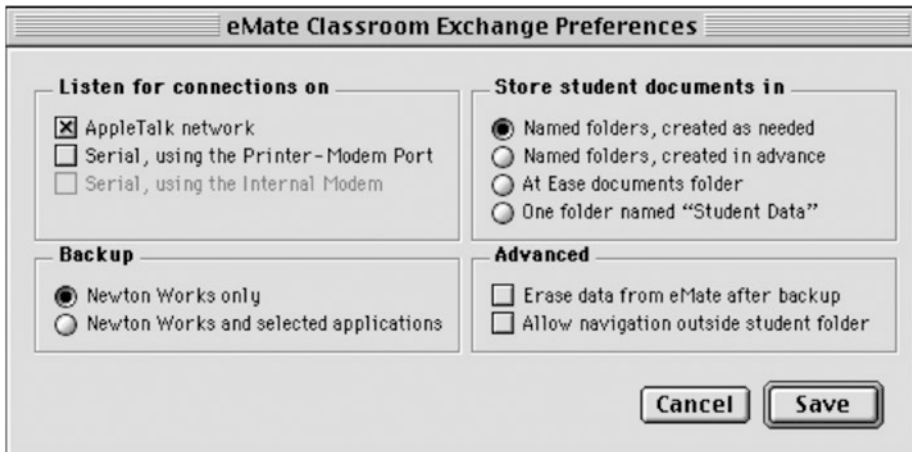 eMate Classroom Exchange Preferences
Listen for connections on
AppleTalk network
Serial, using the Printer-Modem Port
Serial, using the Internal Modem
Store student documents in
Named folders, created as needed
Named folders, created in advance
At Ease documents folder
One folder named “Student Data”
Backup
Newton Works only
Newton Works and selected applications
Advanced
Erase data from eMate after backup
Allow navigation outside student folder
Cancel
Save